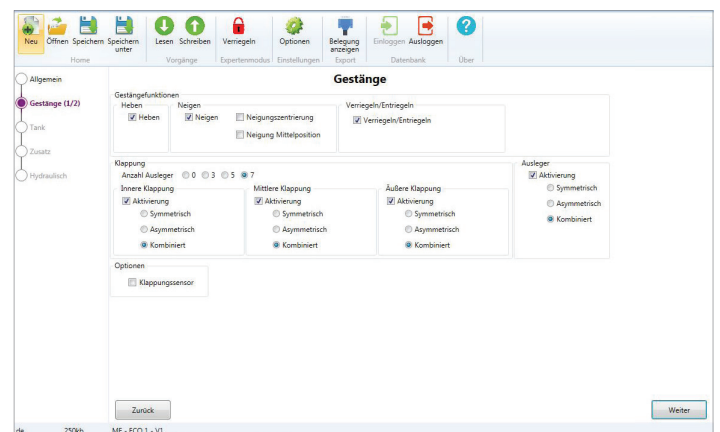 Neu Öffnen Speichern Speichern unter Lesen Schreiben Verriegeln Optionen Belegung anzeigen Einloggen Ausloggen
Home Vorgänge Expertenmodus Einstellungen Export Datenbank Über
Allgemein
Gestänge (1/2)
Tank
Zusatz
Hydraulisch
Gestänge
Gestängefunktionen
Heben Neigen Verriegeln/Entriegeln
Heben Neigen Neigungszentrierung Verriegeln/Entriegeln
Neigung Mittelposition
Klappung Ausleger
Anzahl Ausleger 0 3 5 7 Aktivierung
Innere Klappung Mittlere Klappung Äußere Klappung Symmetrisch
Aktivierung Aktivierung Aktivierung Asymmetrisch
Symmetrisch Symmetrisch Symmetrisch Kombiniert
Asymmetrisch Asymmetrisch Asymmetrisch
Kombiniert Kombiniert Kombiniert
Optionen
Klappungssensor
Zurück Weiter
de 250kb ME - ECO 1 - V1